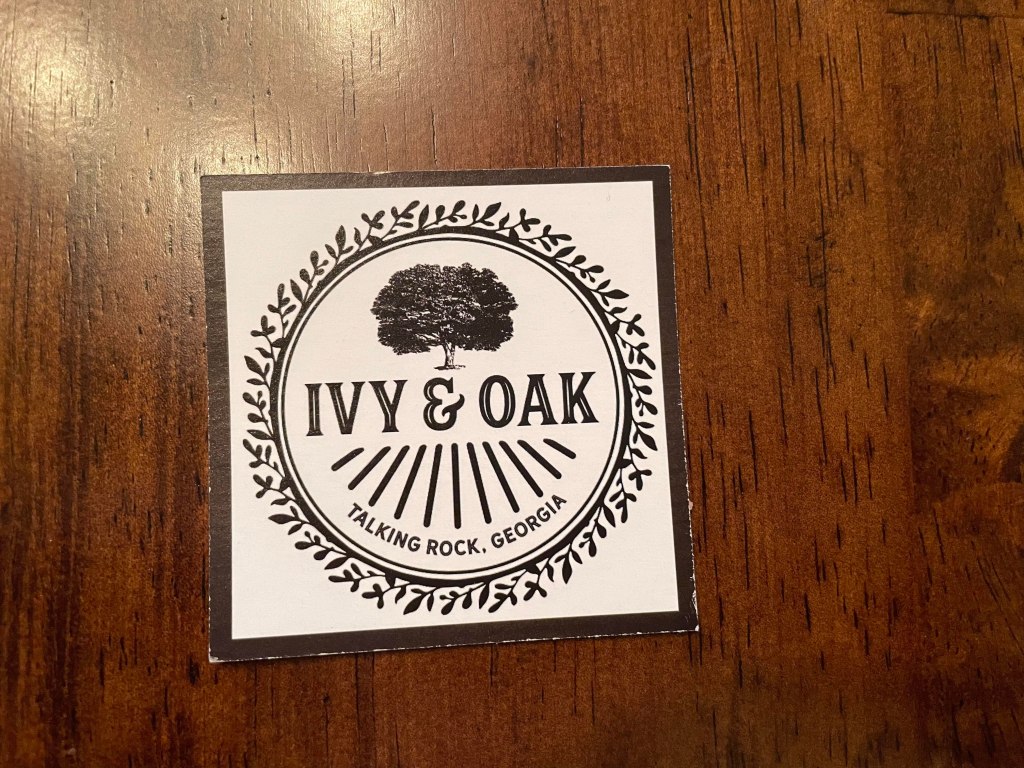 IVY & OAK
TALKING ROCK, GEORGIA